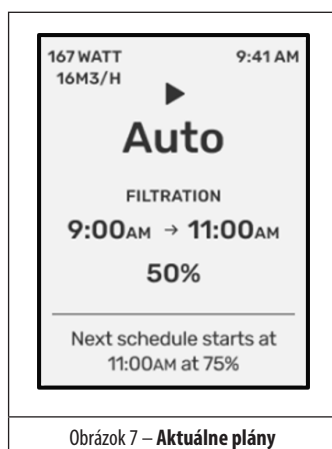 167 WATT 9:41 AM
16M3/H
Auto
FILTRATION
9:00AM → 11:00AM
50%
Next schedule starts at
11:00AM at 75%
Obrázok 7 – Aktuálne plány